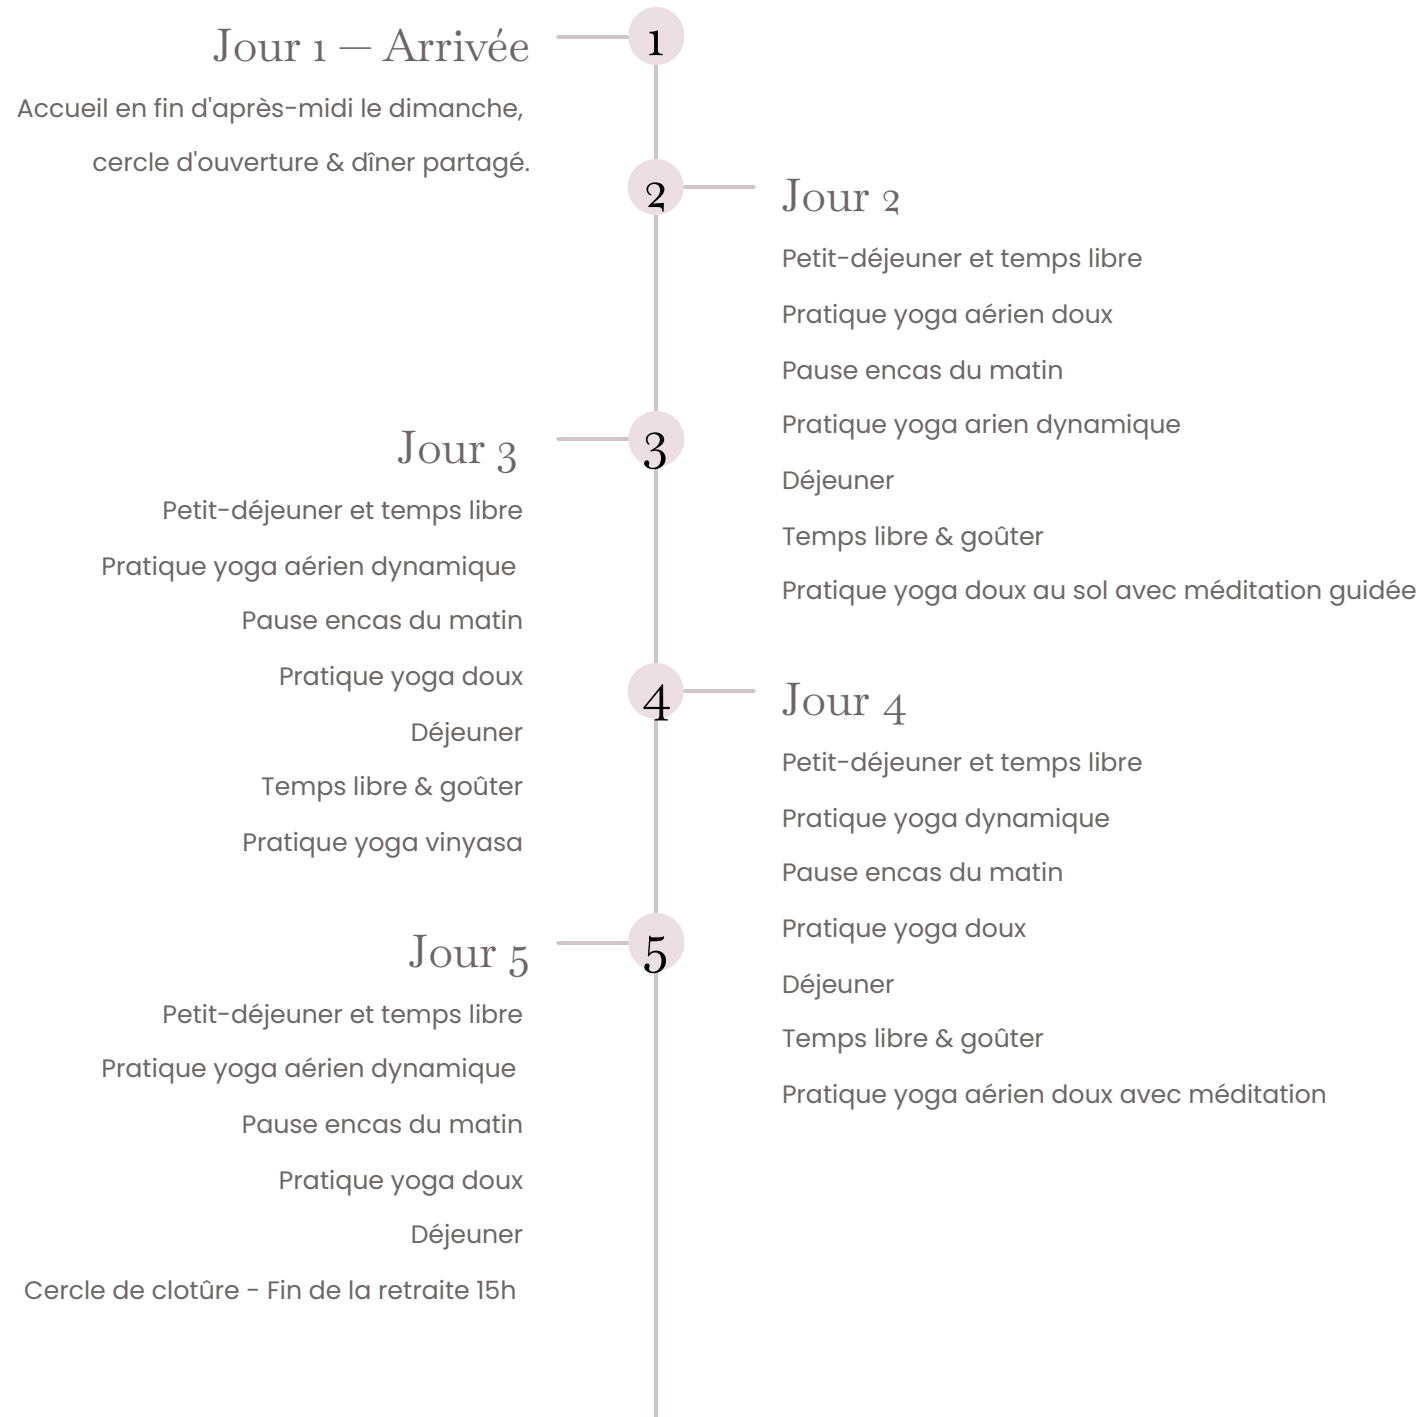 1
Jour 1 — Arrivée
Accueil en fin d'après-midi le dimanche,
cercle d'ouverture & dîner partagé.
2
Jour 2
Petit-déjeuner et temps libre
Pratique yoga aérien doux
Pause encas du matin
Pratique yoga arien dynamique
Déjeuner
Temps libre & goûter
Pratique yoga doux au sol avec méditation guidée
3
Jour 3
Petit-déjeuner et temps libre
Pratique yoga aérien dynamique
Pause encas du matin
Pratique yoga doux
Déjeuner
Temps libre & goûter
Pratique yoga vinyasa
4
Jour 4
Petit-déjeuner et temps libre
Pratique yoga dynamique
Pause encas du matin
Pratique yoga doux
Déjeuner
Temps libre & goûter
Pratique yoga aérien doux avec méditation
5
Jour 5
Petit-déjeuner et temps libre
Pratique yoga aérien dynamique
Pause encas du matin
Pratique yoga doux
Déjeuner
Cercle de clotûre - Fin de la retraite 15h